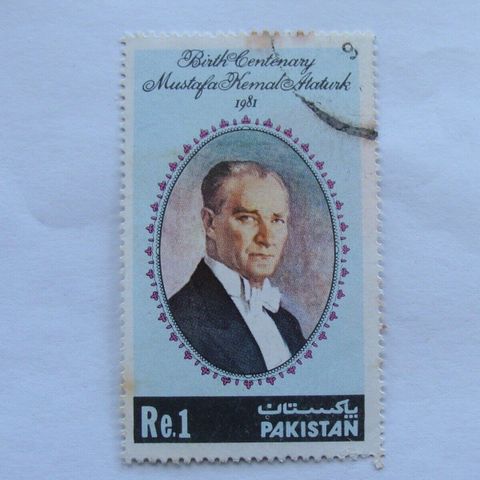 Birth Centenary
Mustafa Kemal Ataturk
1981
پاکستان
Re.1 PAKISTAN